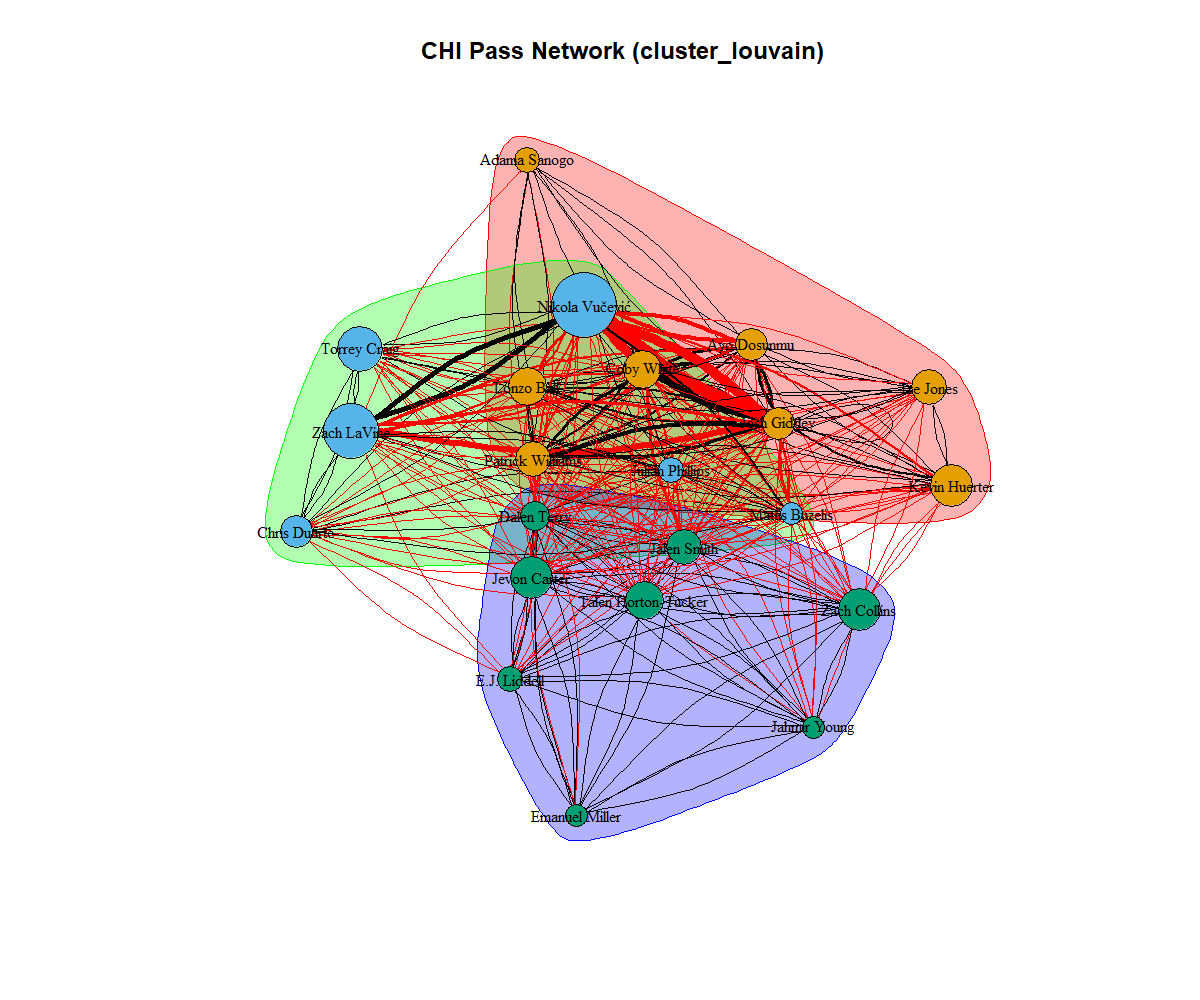 CHI Pass Network (cluster_louvain)
Adama Sanogo
Nikola Vučević
Torrey Craig
Ayo Dosunmu
Coby White
Lonzo Ball
Tre Jones
Zach LaVine
Josh Giddey
Patrick Williams
Julian Phillips
Kevin Huerter
Dalen Terry
Matas Buzelis
Chris Duarte
Jalen Smith
Jevon Carter
Talen Horton-Tucker
Zach Collins
E.J. Liddell
Jahmir Young
Emanuel Miller